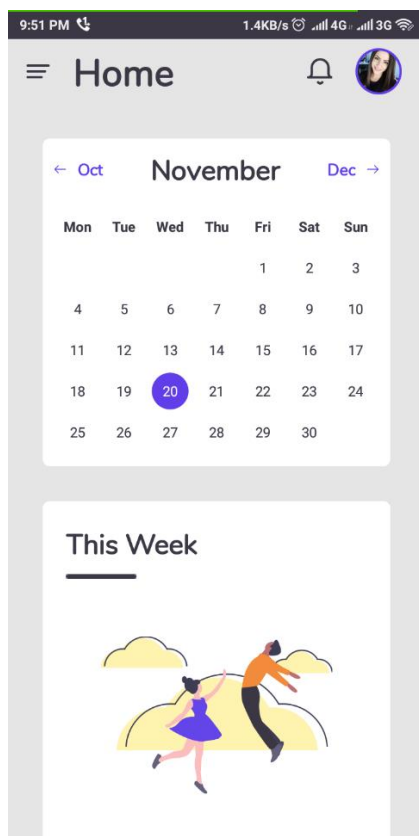 9:51 PM 1.4KB/s 4G 3G
Home
Oct November Dec
Mon Tue Wed Thu Fri Sat Sun
1 2 3
4 5 6 7 8 9 10
11 12 13 14 15 16 17
18 19 20 21 22 23 24
25 26 27 28 29 30
This Week